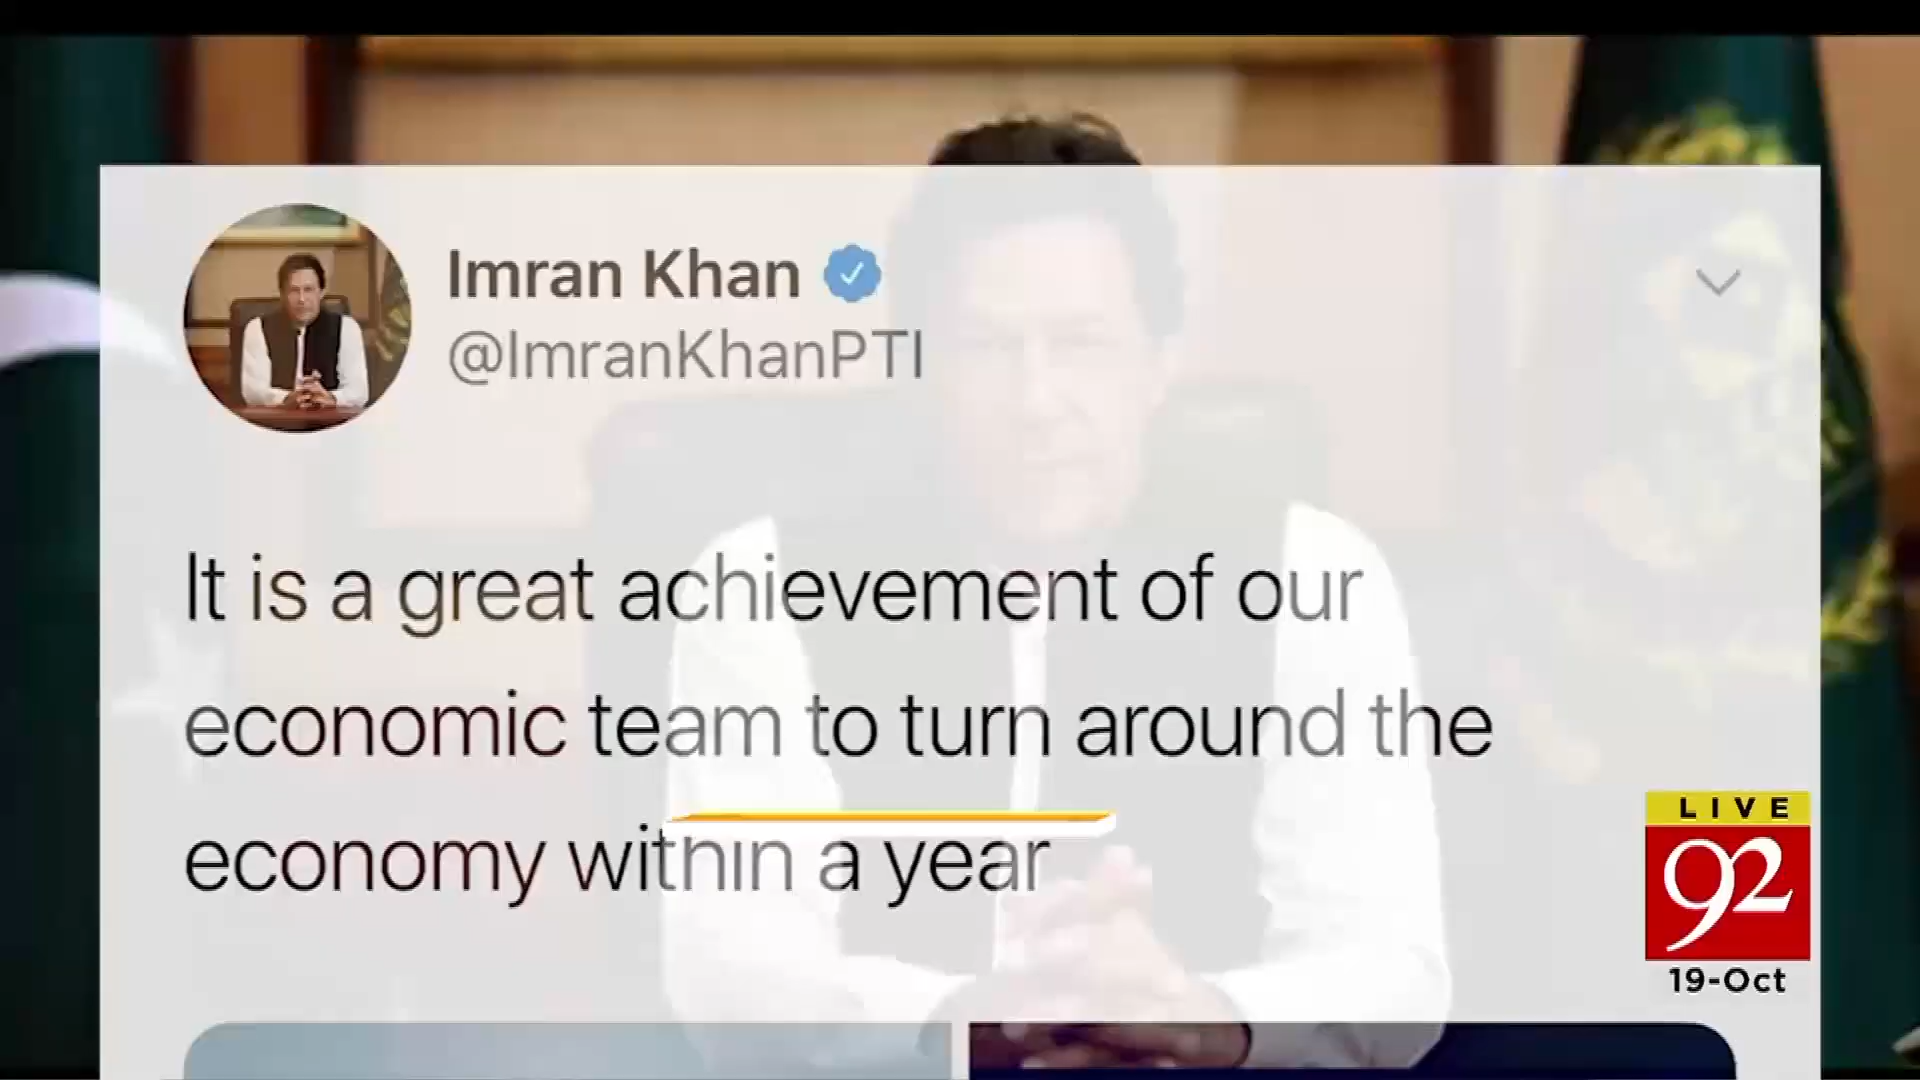 Imran Khan
@ImranKhanPTI
It is a great achievement of our
economic team to turn around the
economy within a year
LIVE
92
19-Oct